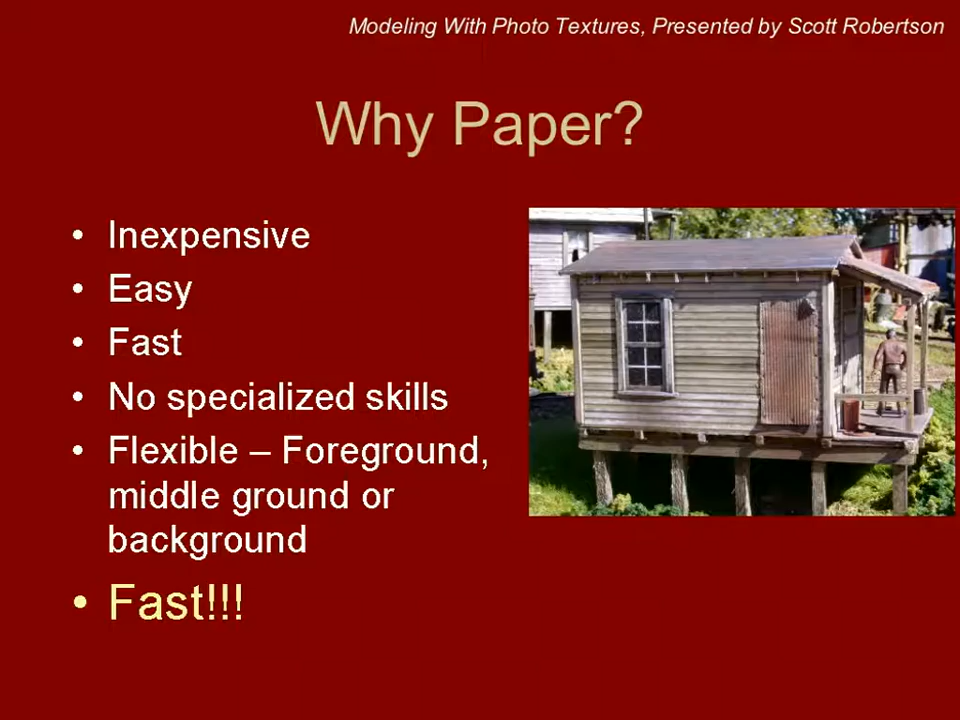 Modeling With Photo Textures, Presented by Scott Robertson
Why Paper?
• Inexpensive
• Easy
• Fast
• No specialized skills
• Flexible – Foreground,
middle ground or
background
• Fast!!!